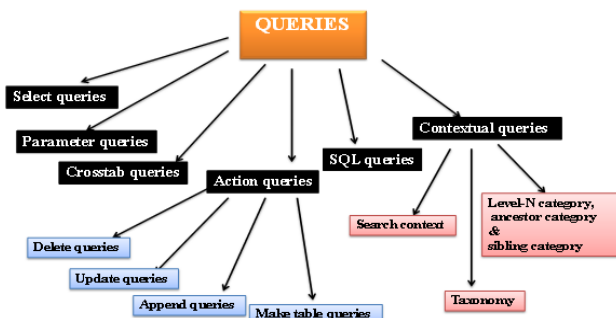 QUERIES
Select queries
Parameter queries
Crosstab queries
Action queries
SQL queries
Contextual queries
Delete queries
Update queries
Append queries
Make table queries
Search context
Taxonomy
Level-N category,
ancestor category
&
sibling category